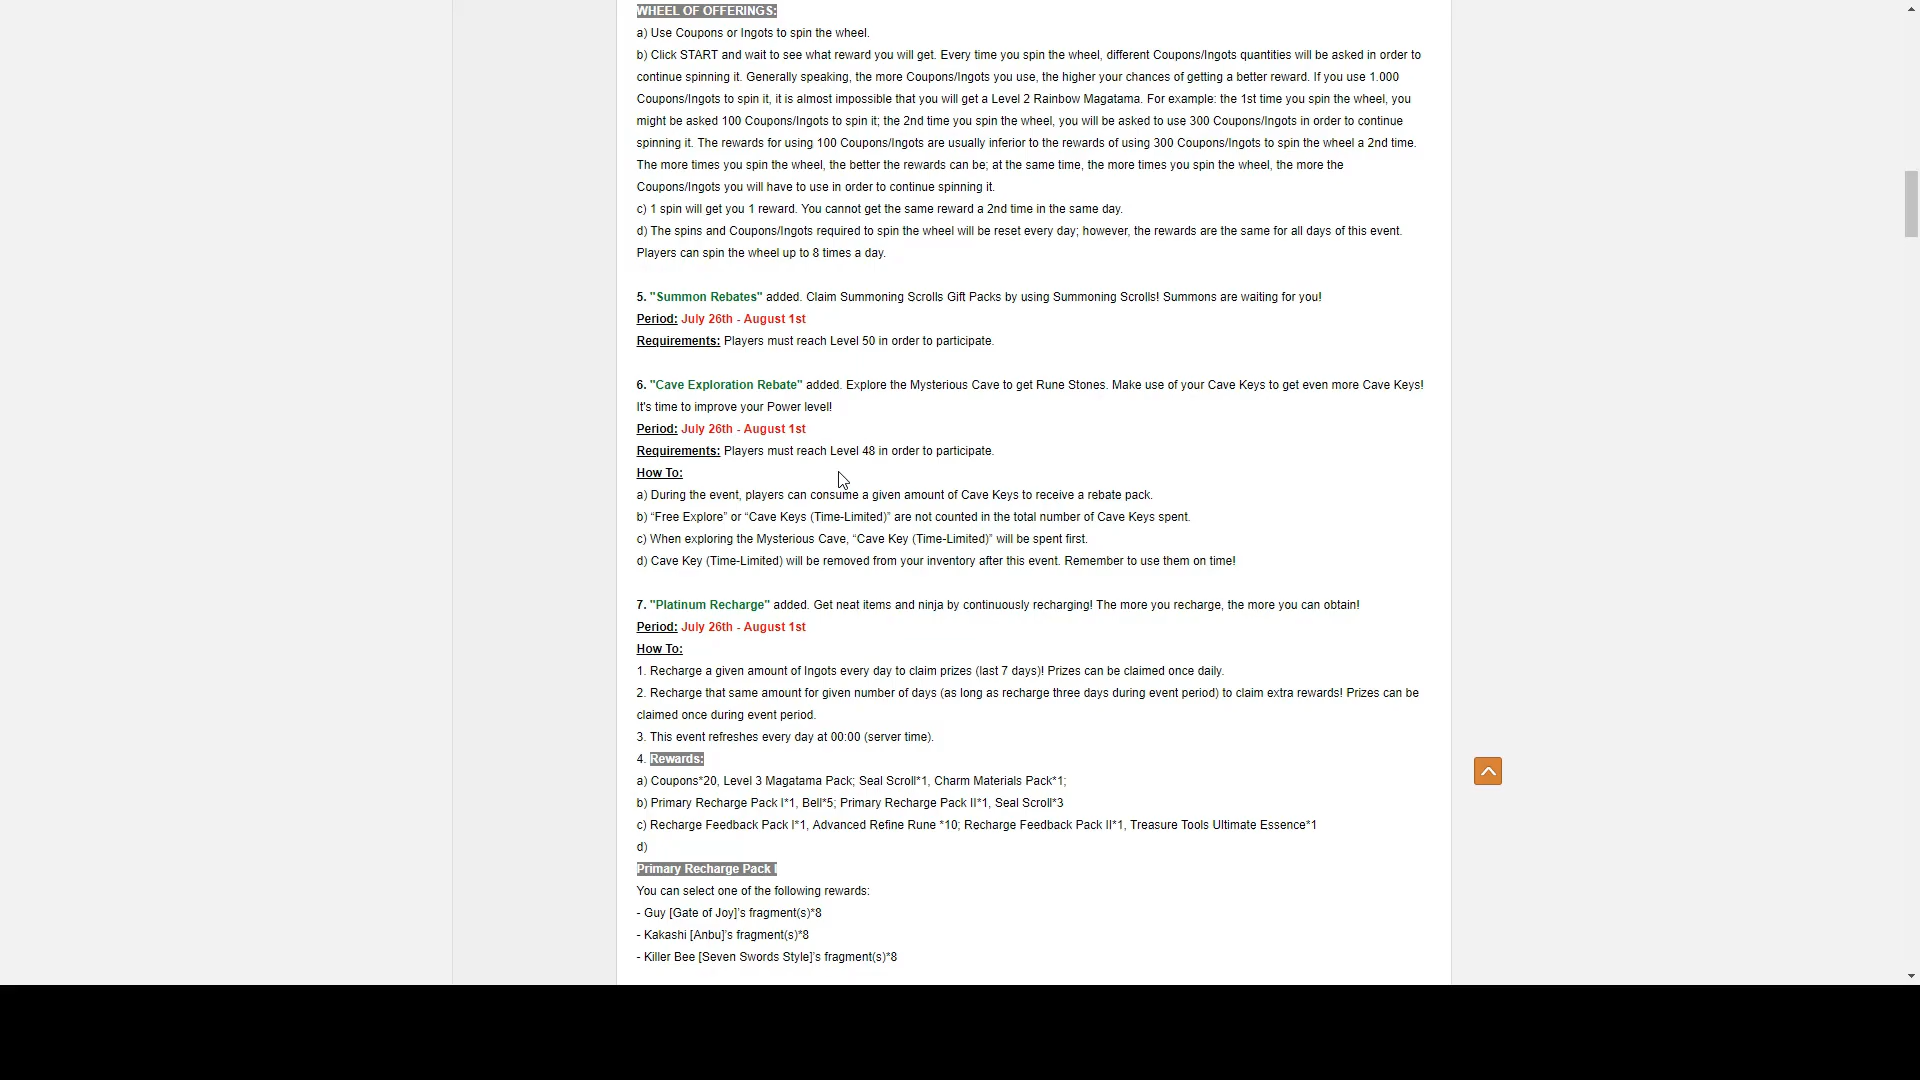 WHEEL OF OFFERINGS:
a) Use Coupons or Ingots to spin the wheel.
b) Click START and wait to see what reward you will get. Every time you spin the wheel, different Coupons/Ingots quantities will be asked in order to
continue spinning it. Generally speaking, the more Coupons/Ingots you use, the higher your chances of getting a better reward. If you use 1.000
Coupons/Ingots to spin it, it is almost impossible that you will get a Level 2 Rainbow Magatama. For example: the 1st time you spin the wheel, you
might be asked 100 Coupons/Ingots to spin it; the 2nd time you spin the wheel, you will be asked to use 300 Coupons/Ingots in order to continue
spinning it. The rewards for using 100 Coupons/Ingots are usually inferior to the rewards of using 300 Coupons/Ingots to spin the wheel a 2nd time.
The more times you spin the wheel, the better the rewards can be; at the same time, the more times you spin the wheel, the more the
Coupons/Ingots you will have to use in order to continue spinning it.
c) 1 spin will get you 1 reward. You cannot get the same reward a 2nd time in the same day.
d) The spins and Coupons/Ingots required to spin the wheel will be reset every day; however, the rewards are the same for all days of this event.
Players can spin the wheel up to 8 times a day.
5. "Summon Rebates" added. Claim Summoning Scrolls Gift Packs by using Summoning Scrolls! Summons are waiting for you!
Period: July 26th - August 1st
Requirements: Players must reach Level 50 in order to participate.
6. "Cave Exploration Rebate" added. Explore the Mysterious Cave to get Rune Stones. Make use of your Cave Keys to get even more Cave Keys!
It's time to improve your Power level!
Period: July 26th - August 1st
Requirements: Players must reach Level 48 in order to participate.
How To:
a) During the event, players can consume a given amount of Cave Keys to receive a rebate pack.
b) “Free Explore” or “Cave Keys (Time-Limited)” are not counted in the total number of Cave Keys spent.
c) When exploring the Mysterious Cave, “Cave Key (Time-Limited)” will be spent first.
d) Cave Key (Time-Limited) will be removed from your inventory after this event. Remember to use them on time!
7. "Platinum Recharge" added. Get neat items and ninja by continuously recharging! The more you recharge, the more you can obtain!
Period: July 26th - August 1st
How To:
1. Recharge a given amount of Ingots every day to claim prizes (last 7 days)! Prizes can be claimed once daily.
2. Recharge that same amount for given number of days (as long as recharge three days during event period) to claim extra rewards! Prizes can be
claimed once during event period.
3. This event refreshes every day at 00:00 (server time).
4. Rewards:
a) Coupons*20, Level 3 Magatama Pack; Seal Scroll*1, Charm Materials Pack*1;
b) Primary Recharge Pack I*1, Bell*5; Primary Recharge Pack II*1, Seal Scroll*3
c) Recharge Feedback Pack I*1, Advanced Refine Rune *10; Recharge Feedback Pack II*1, Treasure Tools Ultimate Essence*1
d)
Primary Recharge Pack I
You can select one of the following rewards:
- Guy [Gate of Joy]’s fragment(s)*8
- Kakashi [Anbu]’s fragment(s)*8
- Killer Bee [Seven Swords Style]’s fragment(s)*8